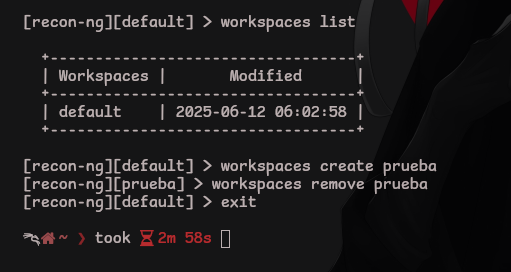 [recon-ng][default] > workspaces list
+----------------------------------+
| Workspaces |       Modified      |
+----------------------------------+
| default    | 2025-06-12 06:02:58 |
+----------------------------------+
[recon-ng][default] > workspaces create prueba
[recon-ng][prueba] > workspaces remove prueba
[recon-ng][default] > exit
~ ❯ took 2m 58s